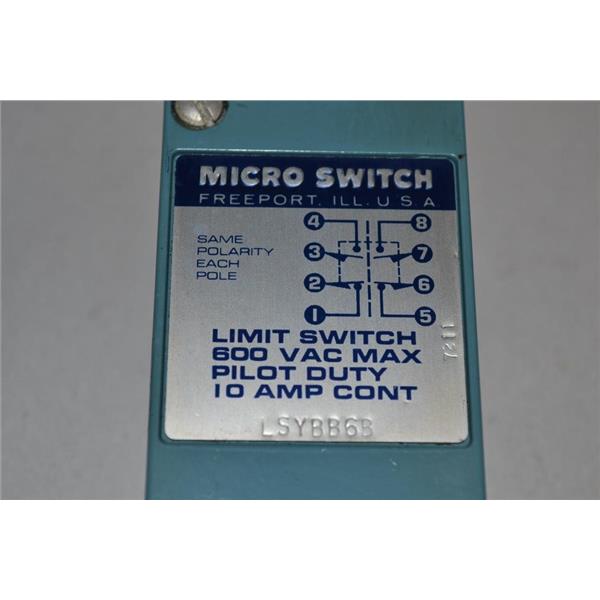 MICRO SWITCH
FREEPORT. ILL. U S A
4 8
SAME
POLARITY
EACH
POLE
3 7
2 6
1 5
7211
LIMIT SWITCH
600 VAC MAX
PILOT DUTY
10 AMP CONT
LSYBB6B